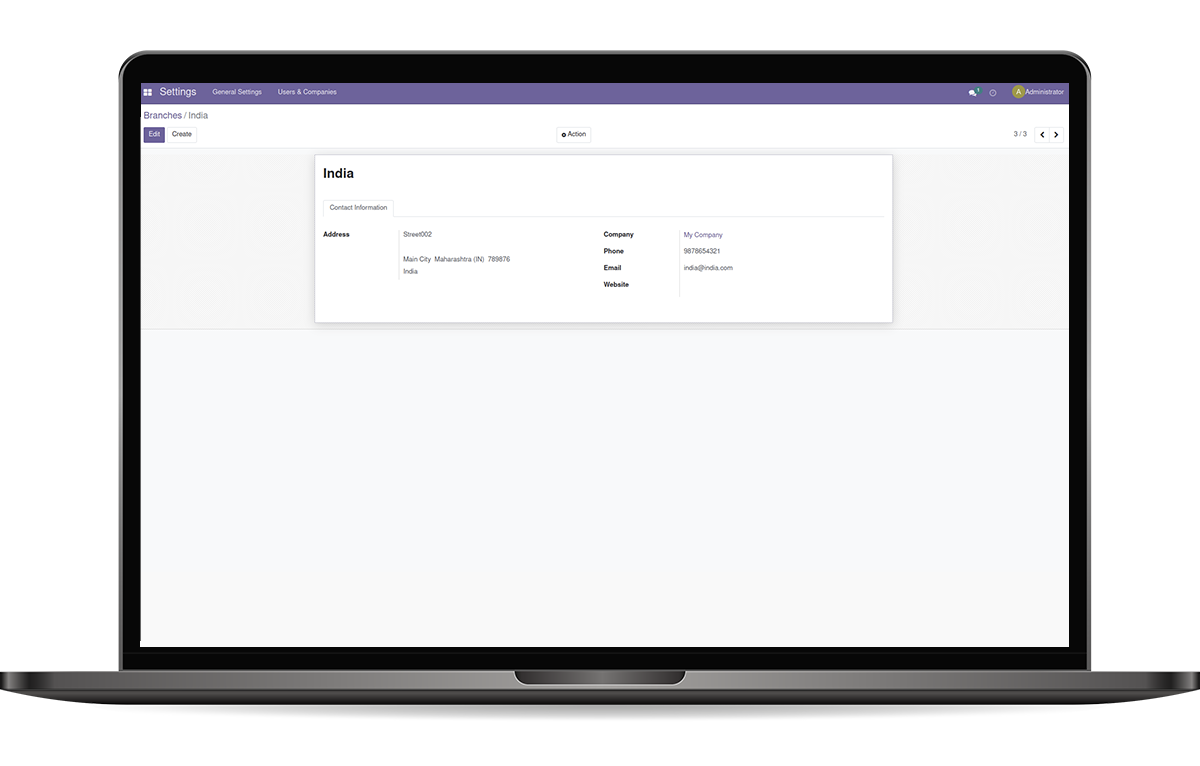 Settings General Settings Users & Companies 1 A Administrator
Branches / India
Edit Create Action 3 / 3
India
Contact Information
Address Street002 Company My Company
Phone 9878654321
Main City Maharashtra (IN) 789876
Email india@india.com
India
Website